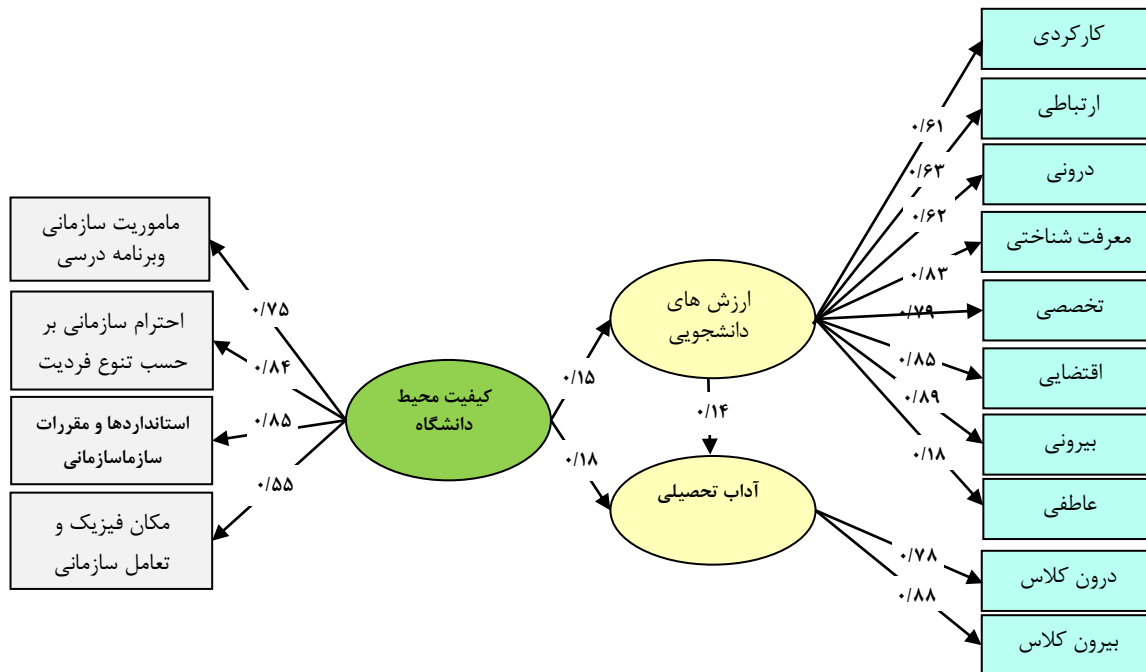 کارکردی
ارتباطی
درونی
معرفت شناختی
تخصصی
اقتضایی
بیرونی
عاطفی
درون کلاس
بیرون کلاس
۰/۶۱
۰/۶۳
۰/۶۲
۰/۸۳
۰/۷۹
۰/۸۵
۰/۸۹
۰/۱۸
۰/۷۸
۰/۸۸
ارزش های
دانشجویی
۰/۱۴
آداب تحصیلی
۰/۱۵
۰/۱۸
کیفیت محیط
دانشگاه
۰/۷۵
۰/۸۴
۰/۸۵
۰/۵۵
ماموریت سازمانی
وبرنامه درسی
احترام سازمانی بر
حسب تنوع فردیت
استانداردها و مقررات
سازماسازمانی
مکان فیزیک و
تعامل سازمانی